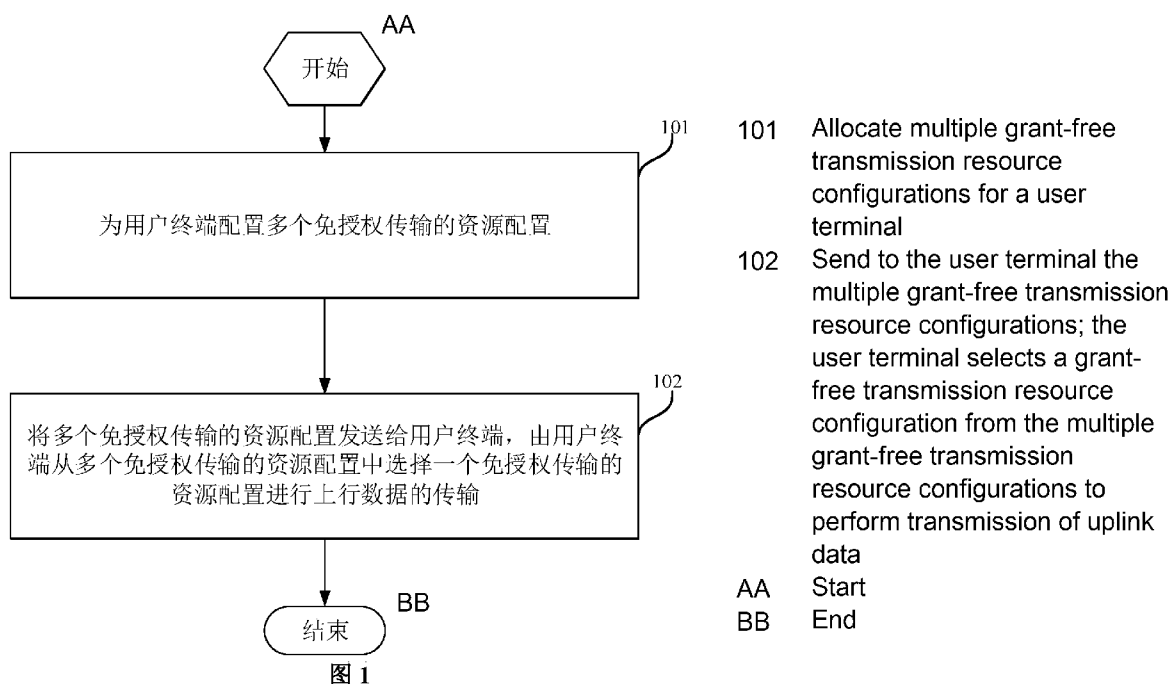 AA
开始
101
为用户终端配置多个免授权传输的资源配置
102
将多个免授权传输的资源配置发送给用户终端，由用户终
端从多个免授权传输的资源配置中选择一个免授权传输的
资源配置进行上行数据的传输
BB
结束
图 1
101 Allocate multiple grant-free
transmission resource
configurations for a user
terminal
102 Send to the user terminal the
multiple grant-free transmission
resource configurations; the
user terminal selects a grant-
free transmission resource
configuration from the multiple
grant-free transmission
resource configurations to
perform transmission of uplink
data
AA Start
BB End